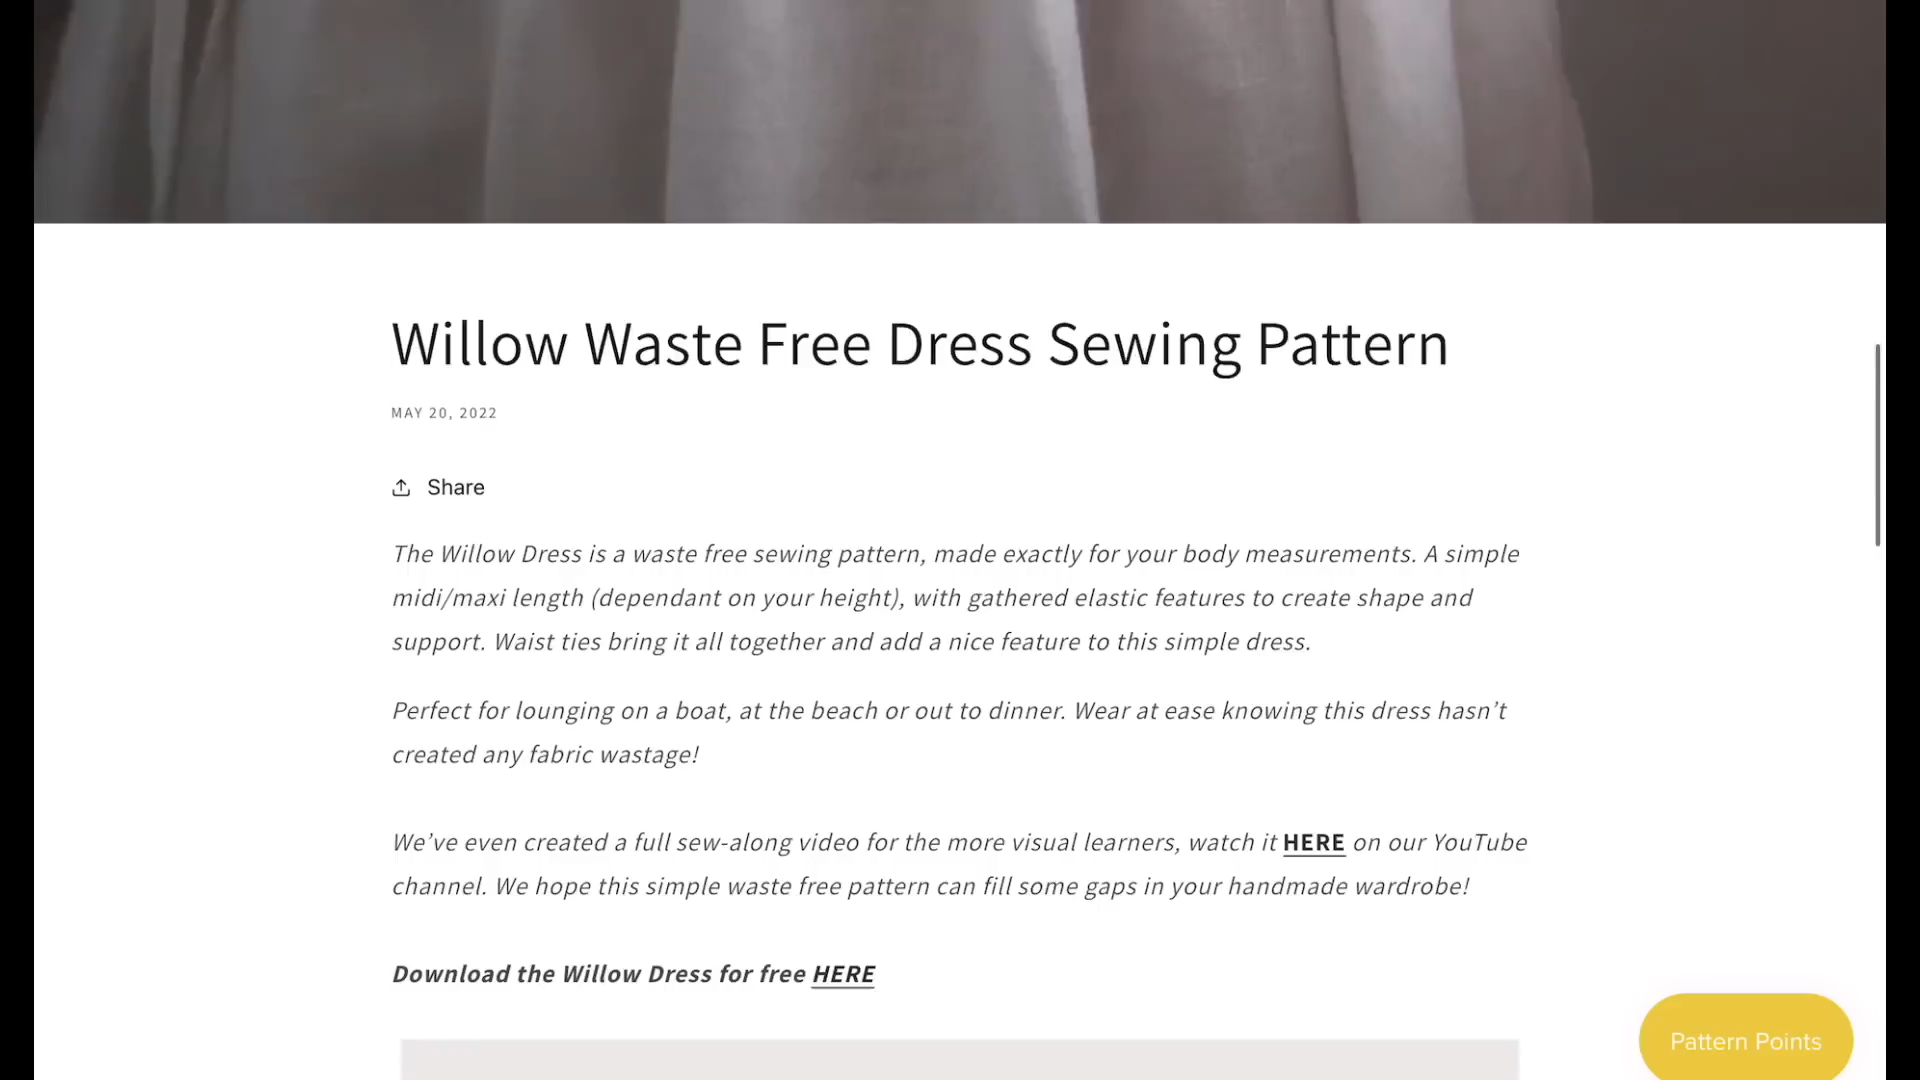 Willow Waste Free Dress Sewing Pattern
MAY 20, 2022
Share
The Willow Dress is a waste free sewing pattern, made exactly for your body measurements. A simple
midi/maxi length (dependant on your height), with gathered elastic features to create shape and
support. Waist ties bring it all together and add a nice feature to this simple dress.
Perfect for lounging on a boat, at the beach or out to dinner. Wear at ease knowing this dress hasn’t
created any fabric wastage!
We’ve even created a full sew-along video for the more visual learners, watch it HERE on our YouTube
channel. We hope this simple waste free pattern can fill some gaps in your handmade wardrobe!
Download the Willow Dress for free HERE
Pattern Points